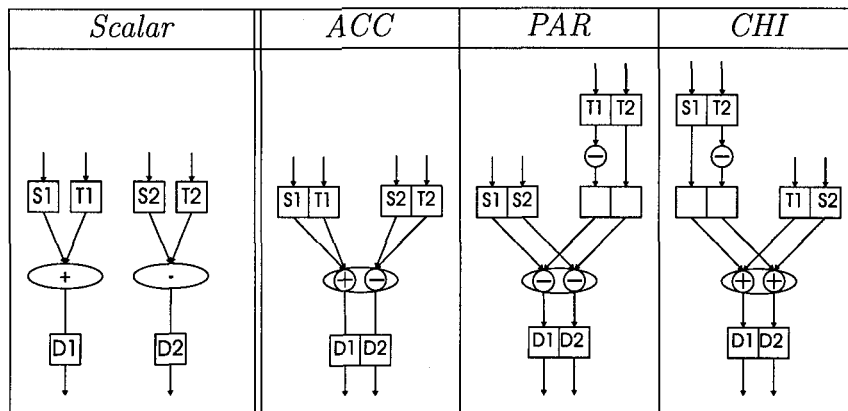 Scalar ACC PAR CHI
T1 T2 S1 T2
S1 T1 S2 T2 S1 T1 S2 T2 S1 S2 T1 S2
+ - + − − − + +
− −
D1 D2 D1 D2 D1 D2 D1 D2